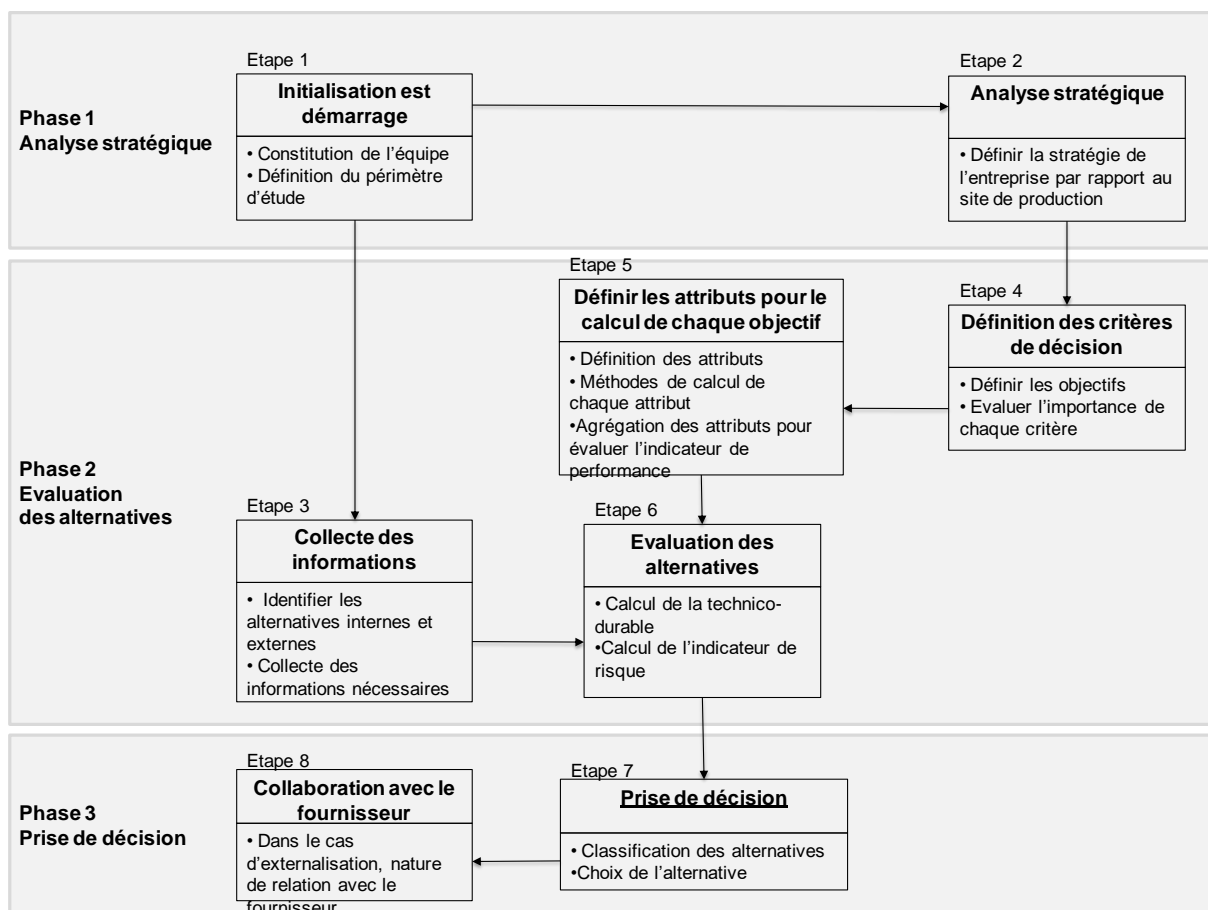 Phase 1
Analyse stratégique
Etape 1
Initialisation est
démarrage
• Constitution de l'équipe
• Définition du périmètre
d'étude
Etape 2
Analyse stratégique
• Définir la stratégie de
l'entreprise par rapport au
site de production
Phase 2
Evaluation
des alternatives
Etape 3
Collecte des
informations
• Identifier les
alternatives internes et
externes
• Collecte des
informations nécessaires
Etape 5
Définir les attributs pour le
calcul de chaque objectif
• Définition des attributs
• Méthodes de calcul de
chaque attribut
•Agrégation des attributs pour
évaluer l'indicateur de
performance
Etape 4
Définition des critères
de décision
• Définir les objectifs
• Evaluer l'importance de
chaque critère
Etape 6
Evaluation des
alternatives
• Calcul de la technico-
durable
•Calcul de l'indicateur de
risque
Phase 3
Prise de décision
Etape 8
Collaboration avec le
fournisseur
• Dans le cas
d'externalisation, nature
de relation avec le
fournisseur
Etape 7
Prise de décision
• Classification des alternatives
• Choix de l'alternative